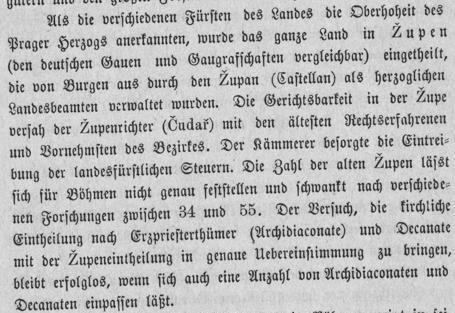 Als die verschiedenen Fürsten des Landes die Oberhoheit des
Prager Herzogs anerkannten, wurde das ganze Land in Župen
(den deutschen Gauen und Gaugrafschaften vergleichbar) eingetheilt,
die von Burgen aus durch den Župan (Castellan) als herzoglichen
Landesbeamten verwaltet wurden. Die Gerichtsbarkeit in der Župe
versah der Župenrichter (Čudař) mit den ältesten Rechtserfahrenen
und Vornehmsten des Bezirkes. Der Kämmerer besorgte die Eintrei-
bung der landesfürstlichen Steuern. Die Zahl der alten Župen lässt
sich für Böhmen nicht genau feststellen und schwankt nach verschiede-
nen Forschungen zwischen 34 und 55. Der Versuch, die kirchliche
Eintheilung nach Erzpriesterthümer (Archidiaconate) und Decanate
mit der Župeneintheilung in genaue Uebereinstimmung zu bringen,
bleibt erfolglos, wenn sich auch eine Anzahl von Archidiaconaten und
Decanaten einpassen läßt.